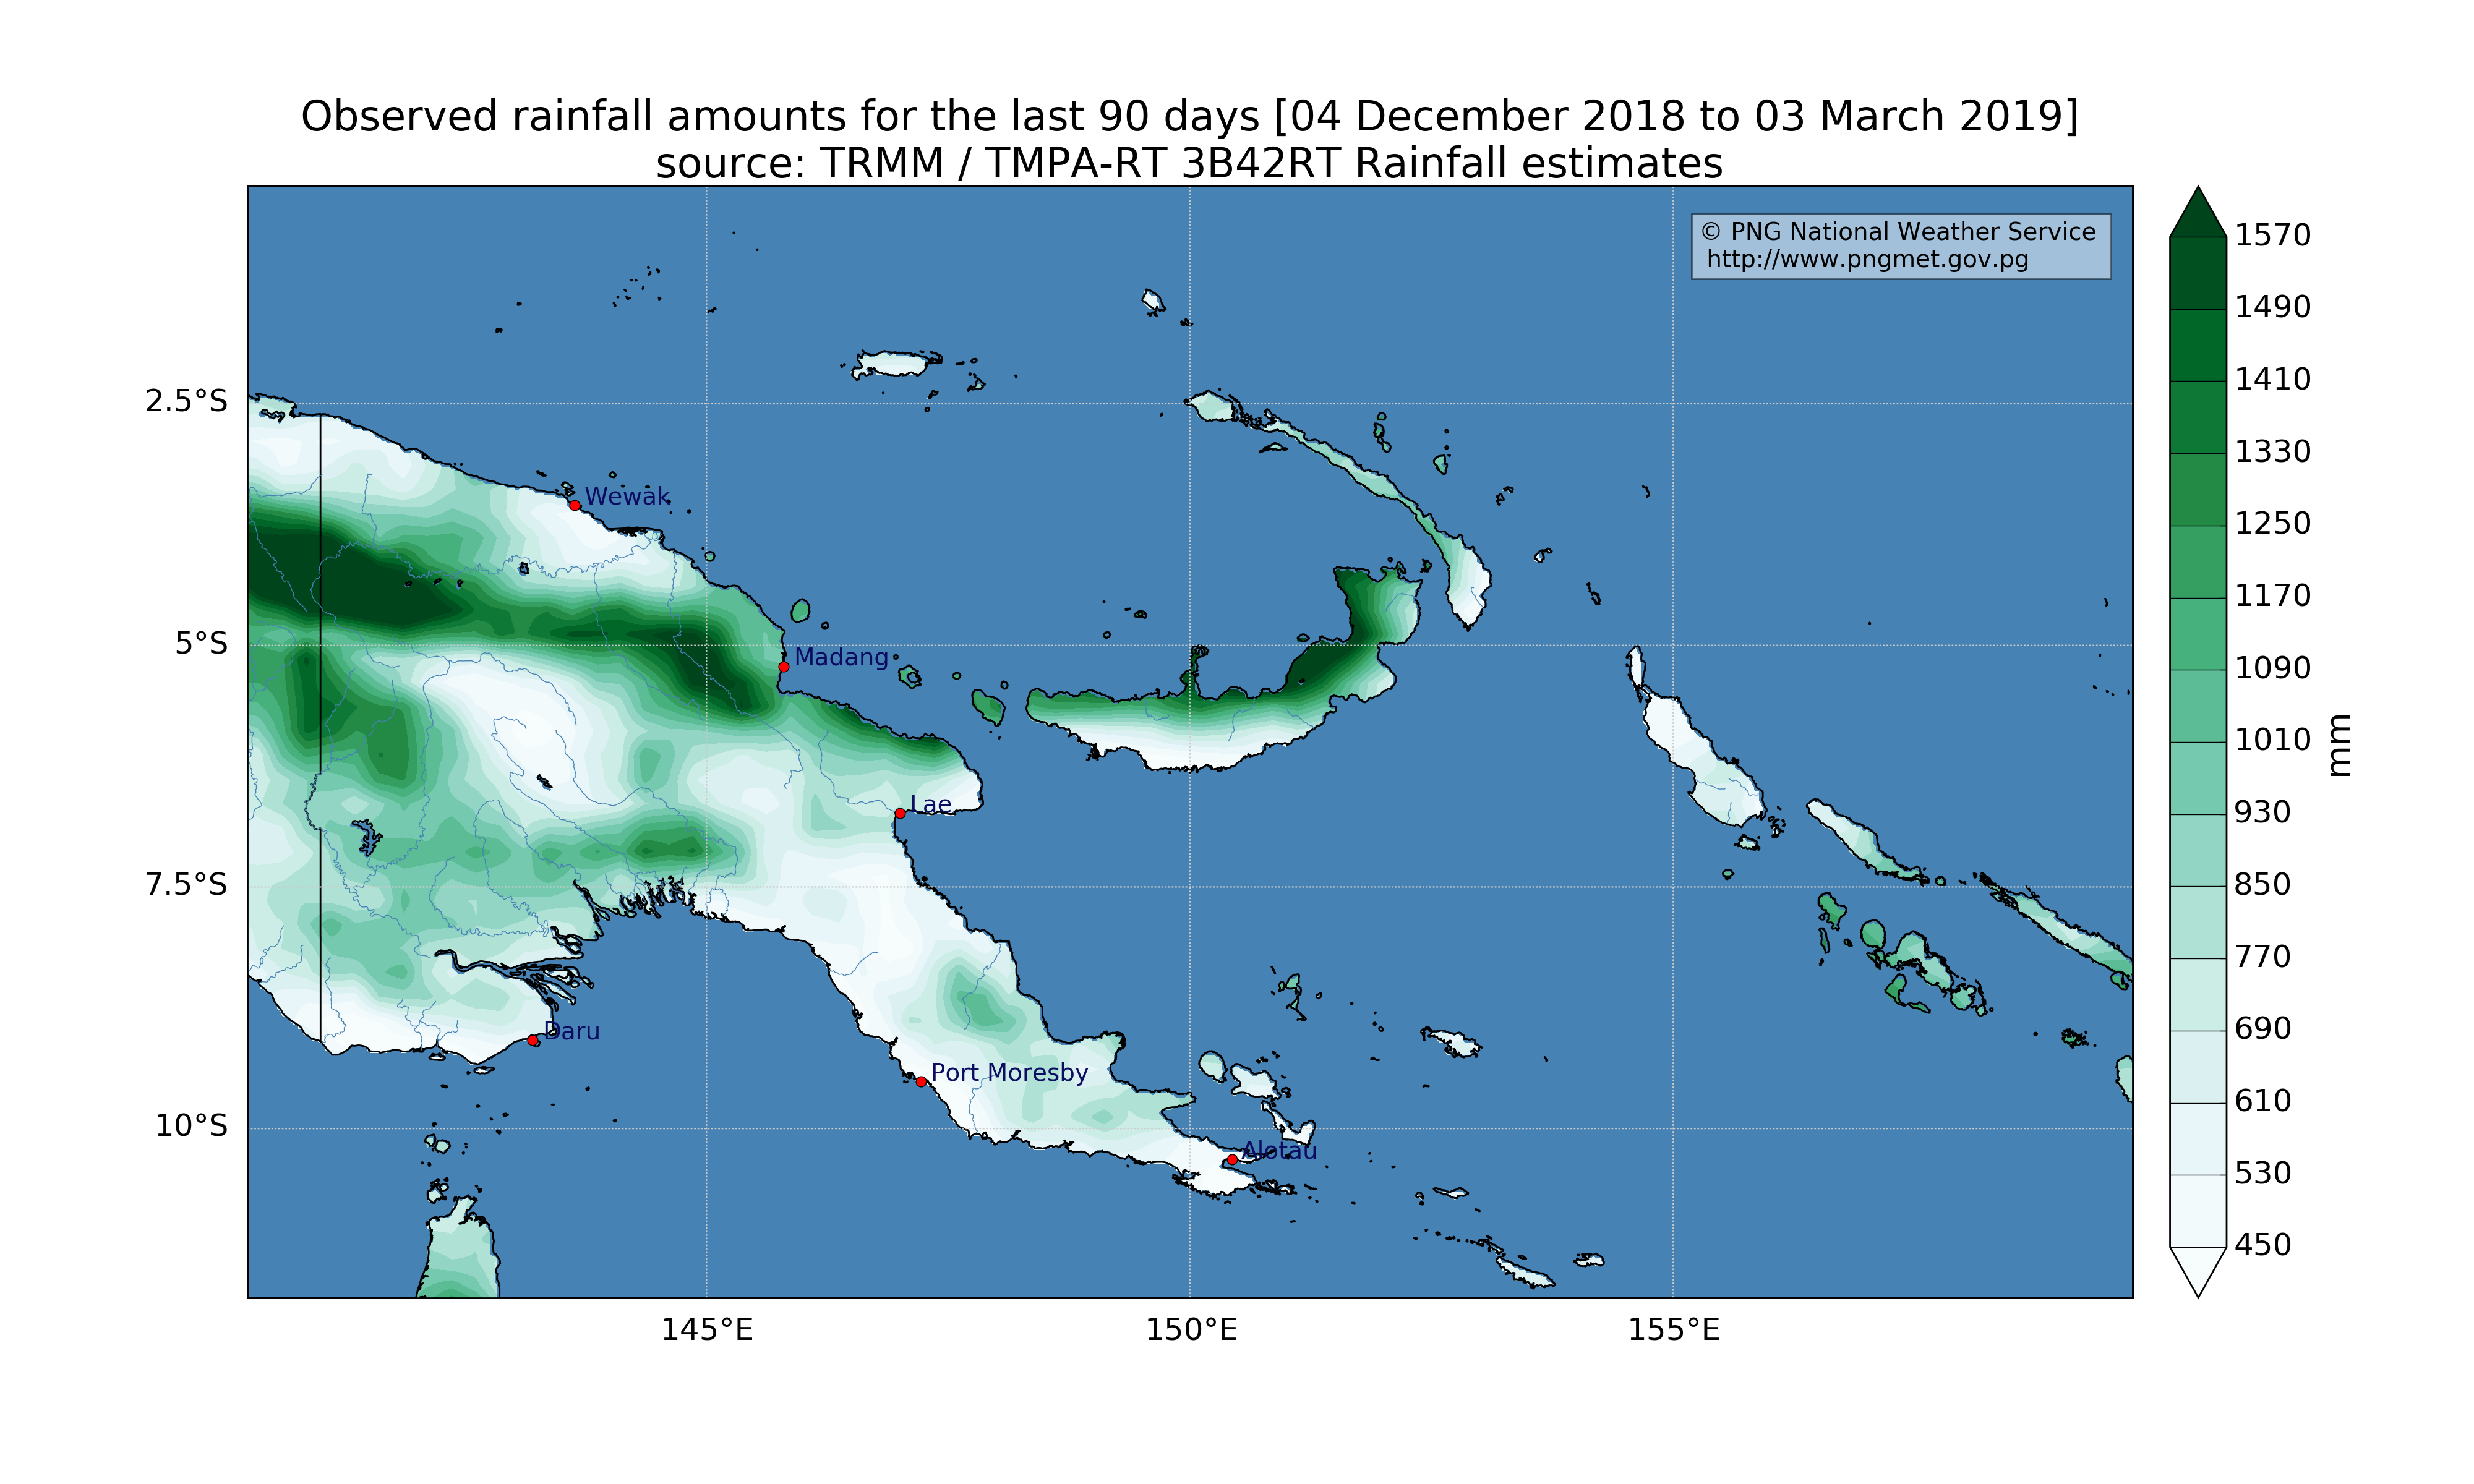 Observed rainfall amounts for the last 90 days [04 December 2018 to 03 March 2019]
source: TRMM / TMPA-RT 3B42RT Rainfall estimates
© PNG National Weather Service
http://www.pngmet.gov.pg
2.5°S
5°S
7.5°S
10°S
145°E
150°E
155°E
Wewak
Madang
Lae
Daru
Port Moresby
Alotau
1570
1490
1410
1330
1250
1170
1090
1010
930
850
770
690
610
530
450
mm